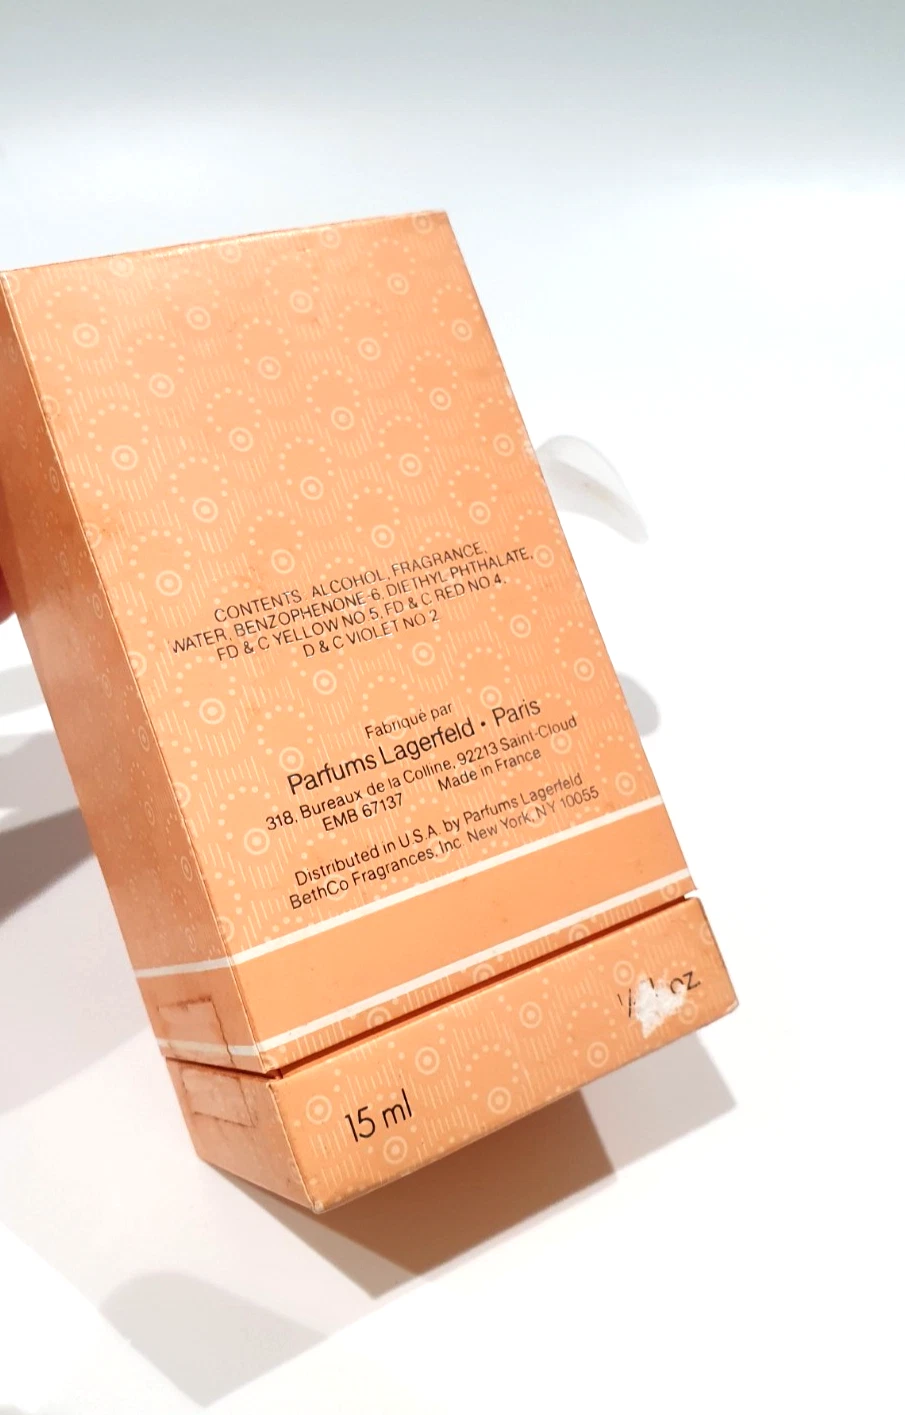 CONTENTS: ALCOHOL, FRAGRANCE,
WATER, BENZOPHENONE-6, DIETHYL PHTHALATE,
FD & C YELLOW NO 5, FD & C RED NO 4,
D & C VIOLET NO 2
Fabriqué par
Parfums Lagerfeld • Paris
318, Bureaux de la Colline, 92213 Saint-Cloud
EMB 67137 Made in France
Distributed in U.S.A. by Parfums Lagerfeld
BethCo Fragrances, Inc. New York, NY 10055
oz
15 ml